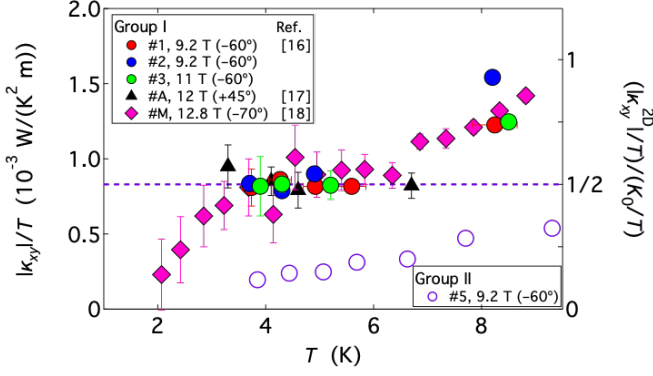 2.0
1.5
1.0
0.5
0
|κxy|/T (10⁻³ W/(K² m))
Group I
Ref.
#1, 9.2 T (−60°) [16]
#2, 9.2 T (−60°)
#3, 11 T (−60°)
#A, 12 T (+45°) [17]
#M, 12.8 T (−70°) [18]
Group II
#5, 9.2 T (−60°)
1
1/2
0
(|κxy²ᴰ|/T)/(K₀/T)
2 4 6 8
T (K)